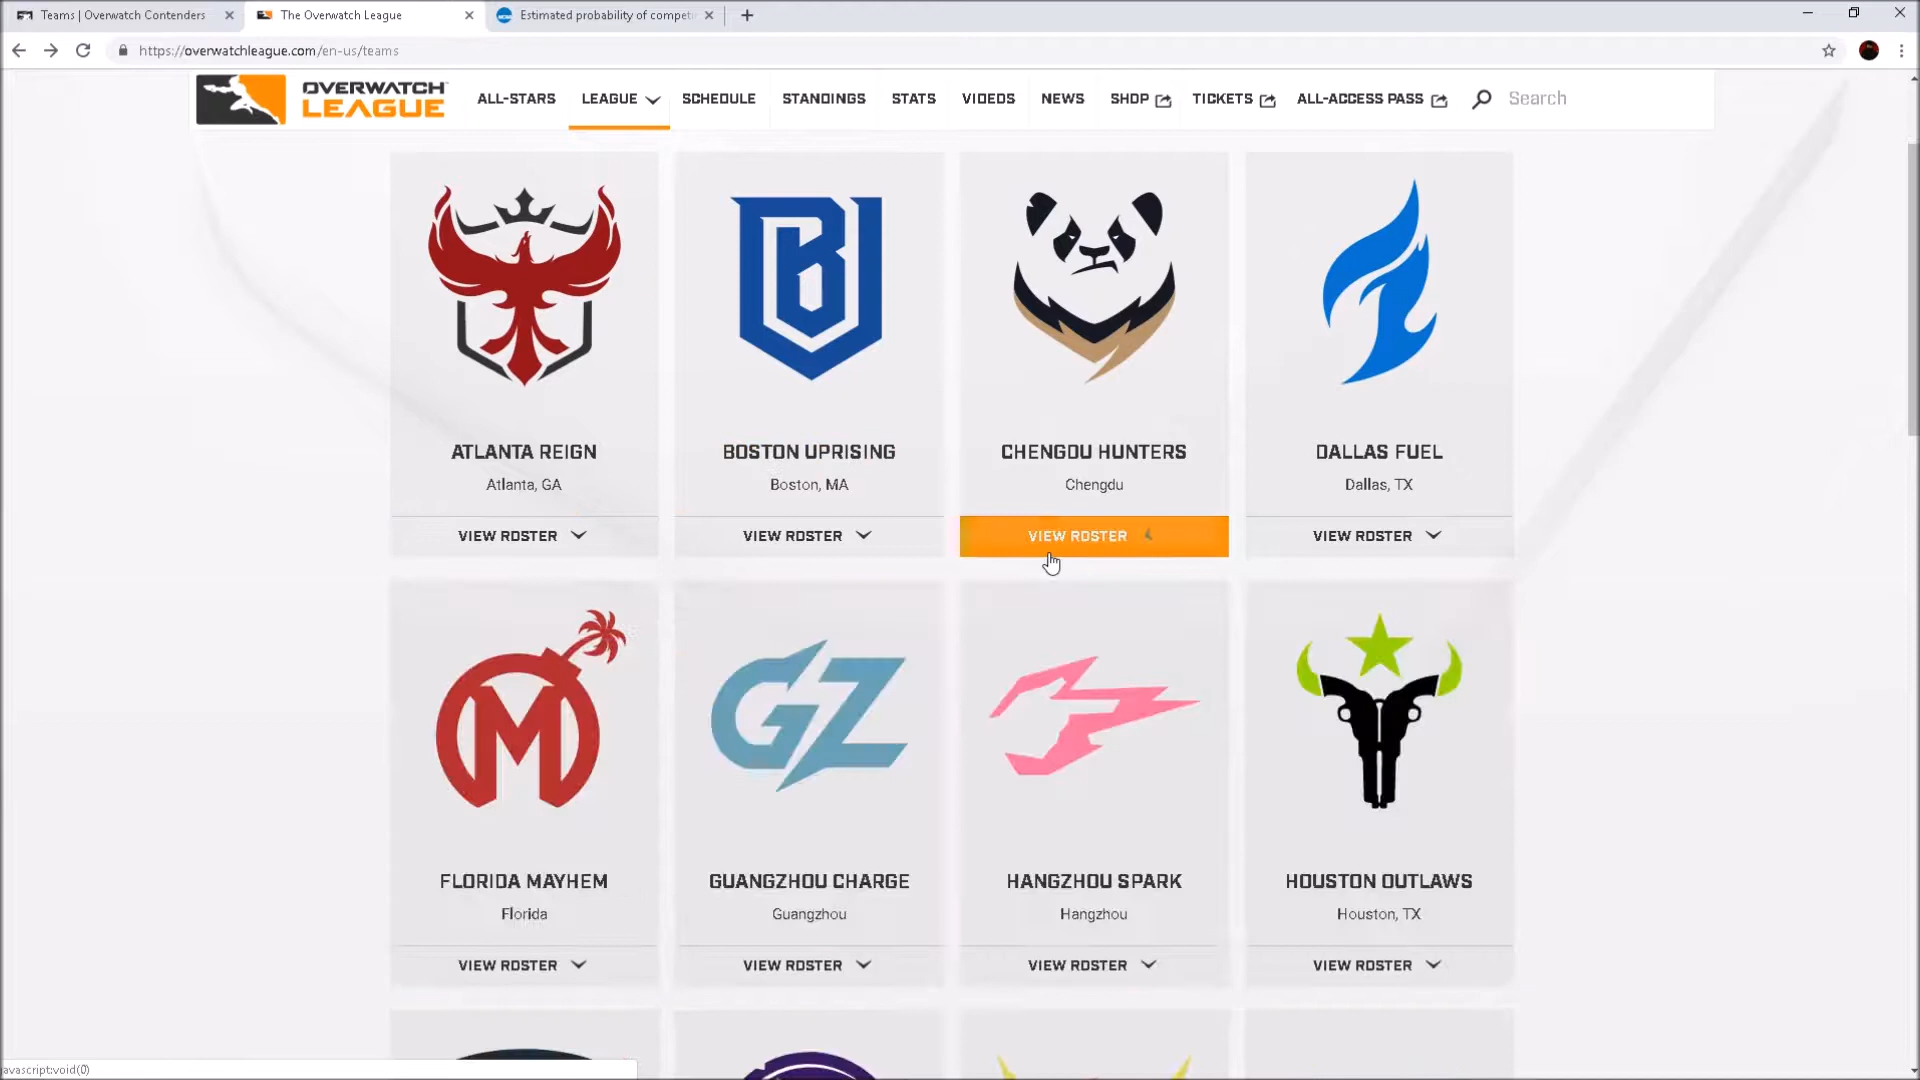 Teams | Overwatch Contenders
The Overwatch League
Estimated probability of competi
https://overwatchleague.com/en-us/teams
OVERWATCH
LEAGUE
ALL-STARS
LEAGUE
SCHEDULE
STANDINGS
STATS
VIDEOS
NEWS
SHOP
TICKETS
ALL-ACCESS PASS
Search
ATLANTA REIGN
Atlanta, GA
VIEW ROSTER
BOSTON UPRISING
Boston, MA
VIEW ROSTER
CHENGDU HUNTERS
Chengdu
VIEW ROSTER
DALLAS FUEL
Dallas, TX
VIEW ROSTER
M
FLORIDA MAYHEM
Florida
VIEW ROSTER
GZ
GUANGZHOU CHARGE
Guangzhou
VIEW ROSTER
HANGZHOU SPARK
Hangzhou
VIEW ROSTER
HOUSTON OUTLAWS
Houston, TX
VIEW ROSTER
avascript:void(0)